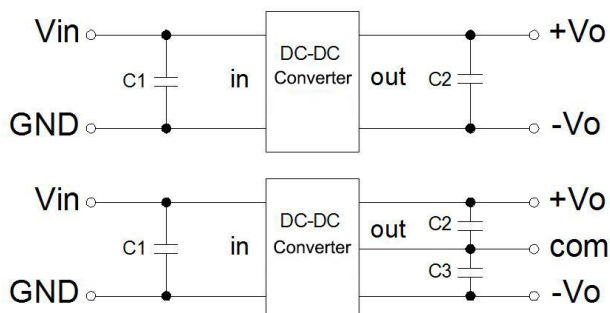 Vin
+Vo
DC-DC
Converter
C1
in
out
C2
GND
-Vo
Vin
+Vo
DC-DC
Converter
C1
in
out
C2
com
C3
GND
-Vo